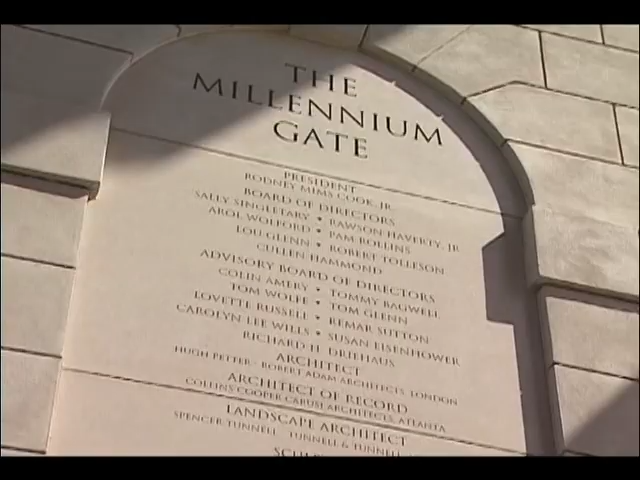 THE
MILLENNIUM
GATE
PRESIDENT
RODNEY MIMS COOK, JR.
BOARD OF DIRECTORS
SALLY SINGLETARY • RAWSON HAVERTY, JR
AROL WOLFORD • PAM ROLLINS
LOU GLENN • ROBERT TOLLESON
CULLEN HAMMOND
ADVISORY BOARD OF DIRECTORS
COLIN AMERY • TOMMY BAGWELL
TOM WOLFE • TOM GLENN
LOVETTE RUSSELL • REMAR SUTTON
CAROLYN LEE WILLS • SUSAN EISENHOWER
RICHARD H. DRIEHAUS
ARCHITECT
HUGH PETTER - ROBERT ADAM ARCHITECTS, LONDON
ARCHITECT OF RECORD
COLLINS COOPER CARUSI ARCHITECTS, ATLANTA
LANDSCAPE ARCHITECT
SPENCER TUNNELL TUNNELL & TUNNELL